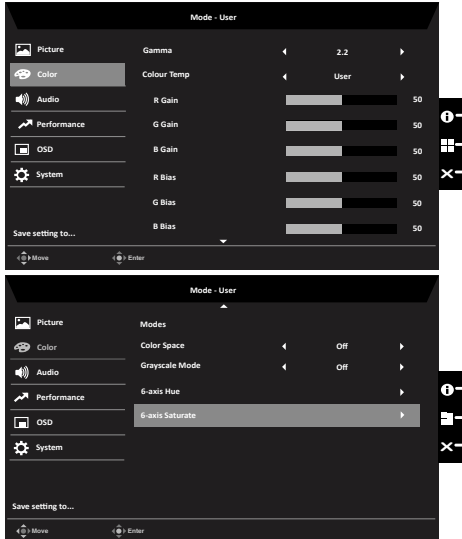 Mode - User
Picture Gamma 2.2
Color Colour Temp User
Audio R Gain 50
Performance G Gain 50
OSD B Gain 50
System R Bias 50
G Bias 50
B Bias 50
Save setting to...
Move Enter
Mode - User
Picture Modes
Color Color Space Off
Audio Grayscale Mode Off
Performance 6-axis Hue
OSD 6-axis Saturate
System
Save setting to...
Move Enter